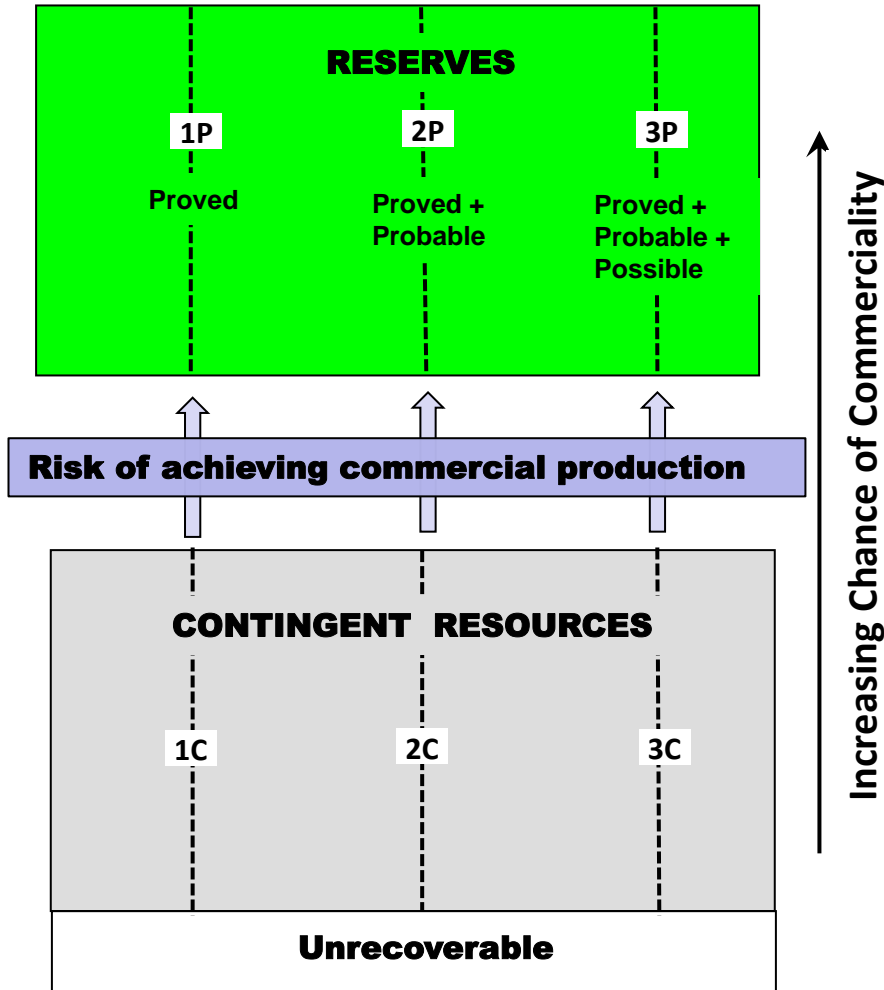 RESERVES
1P
2P
3P
Proved
Proved +
Probable
Proved +
Probable +
Possible
Risk of achieving commercial production
CONTINGENT RESOURCES
1C
2C
3C
Unrecoverable
Increasing Chance of Commerciality